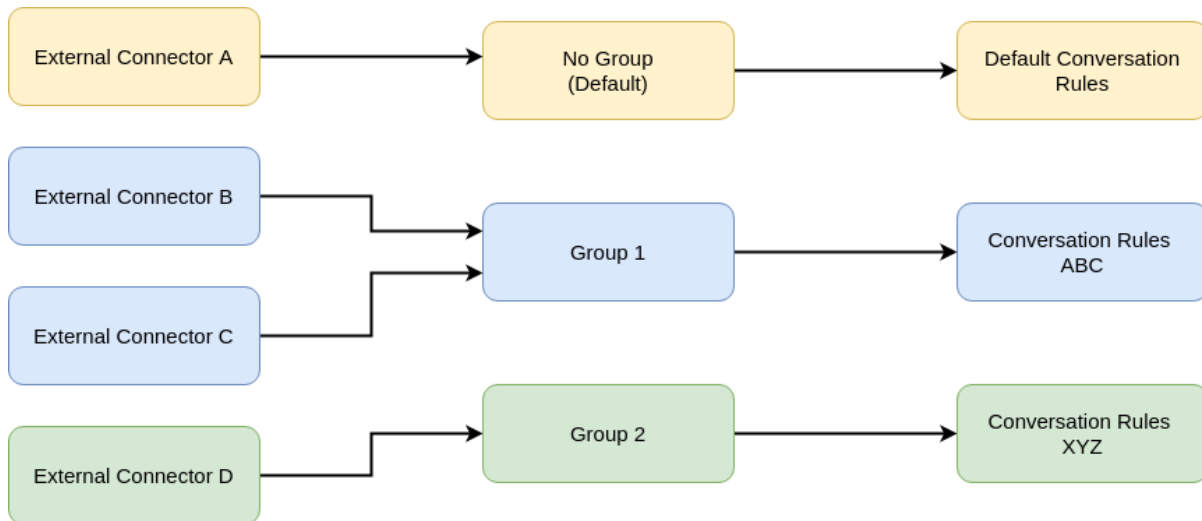 External Connector A
No Group
(Default)
Default Conversation
Rules
External Connector B
External Connector C
Group 1
Conversation Rules
ABC
External Connector D
Group 2
Conversation Rules
XYZ